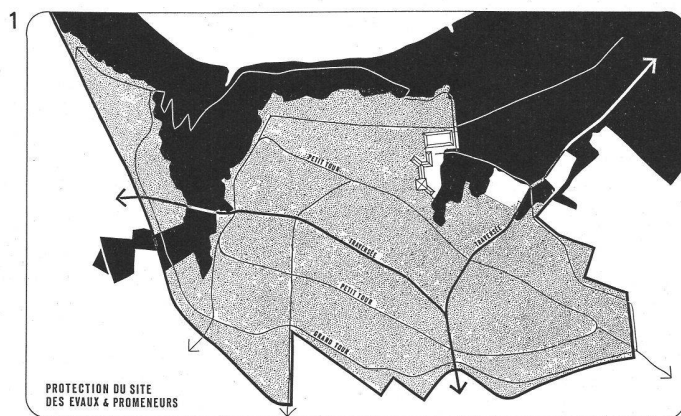 1
PETIT TOUR
TRAVERSÉE
TRAVERSÉE
PETIT TOUR
GRAND TOUR
PROTECTION DU SITE
DES EVAUX & PROMENEURS